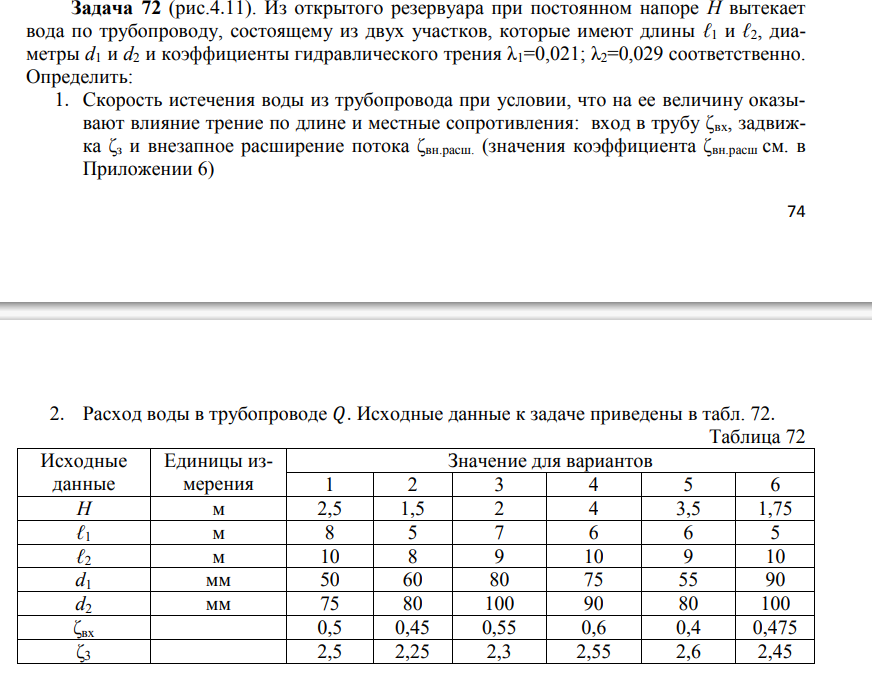 Задача 72 (рис.4.11). Из открытого резервуара при постоянном напоре H вытекает
вода по трубопроводу, состоящему из двух участков, которые имеют длины ℓ₁ и ℓ₂, диа-
метры d₁ и d₂ и коэффициенты гидравлического трения λ₁=0,021; λ₂=0,029 соответственно.
Определить:
1. Скорость истечения воды из трубопровода при условии, что на ее величину оказы-
вают влияние трение по длине и местные сопротивления: вход в трубу ζвх, задвиж-
ка ζз и внезапное расширение потока ζвн.расш. (значения коэффициента ζвн.расш см. в
Приложении 6)
74
2. Расход воды в трубопроводе Q. Исходные данные к задаче приведены в табл. 72.
Таблица 72
Исходные данные | Единицы из-мерения | Значение для вариантов
1 2 3 4 5 6
H м 2,5 1,5 2 4 3,5 1,75
ℓ₁ м 8 5 7 6 6 5
ℓ₂ м 10 8 9 10 9 10
d₁ мм 50 60 80 75 55 90
d₂ мм 75 80 100 90 80 100
ζвх 0,5 0,45 0,55 0,6 0,4 0,475
ζ3 2,5 2,25 2,3 2,55 2,6 2,45